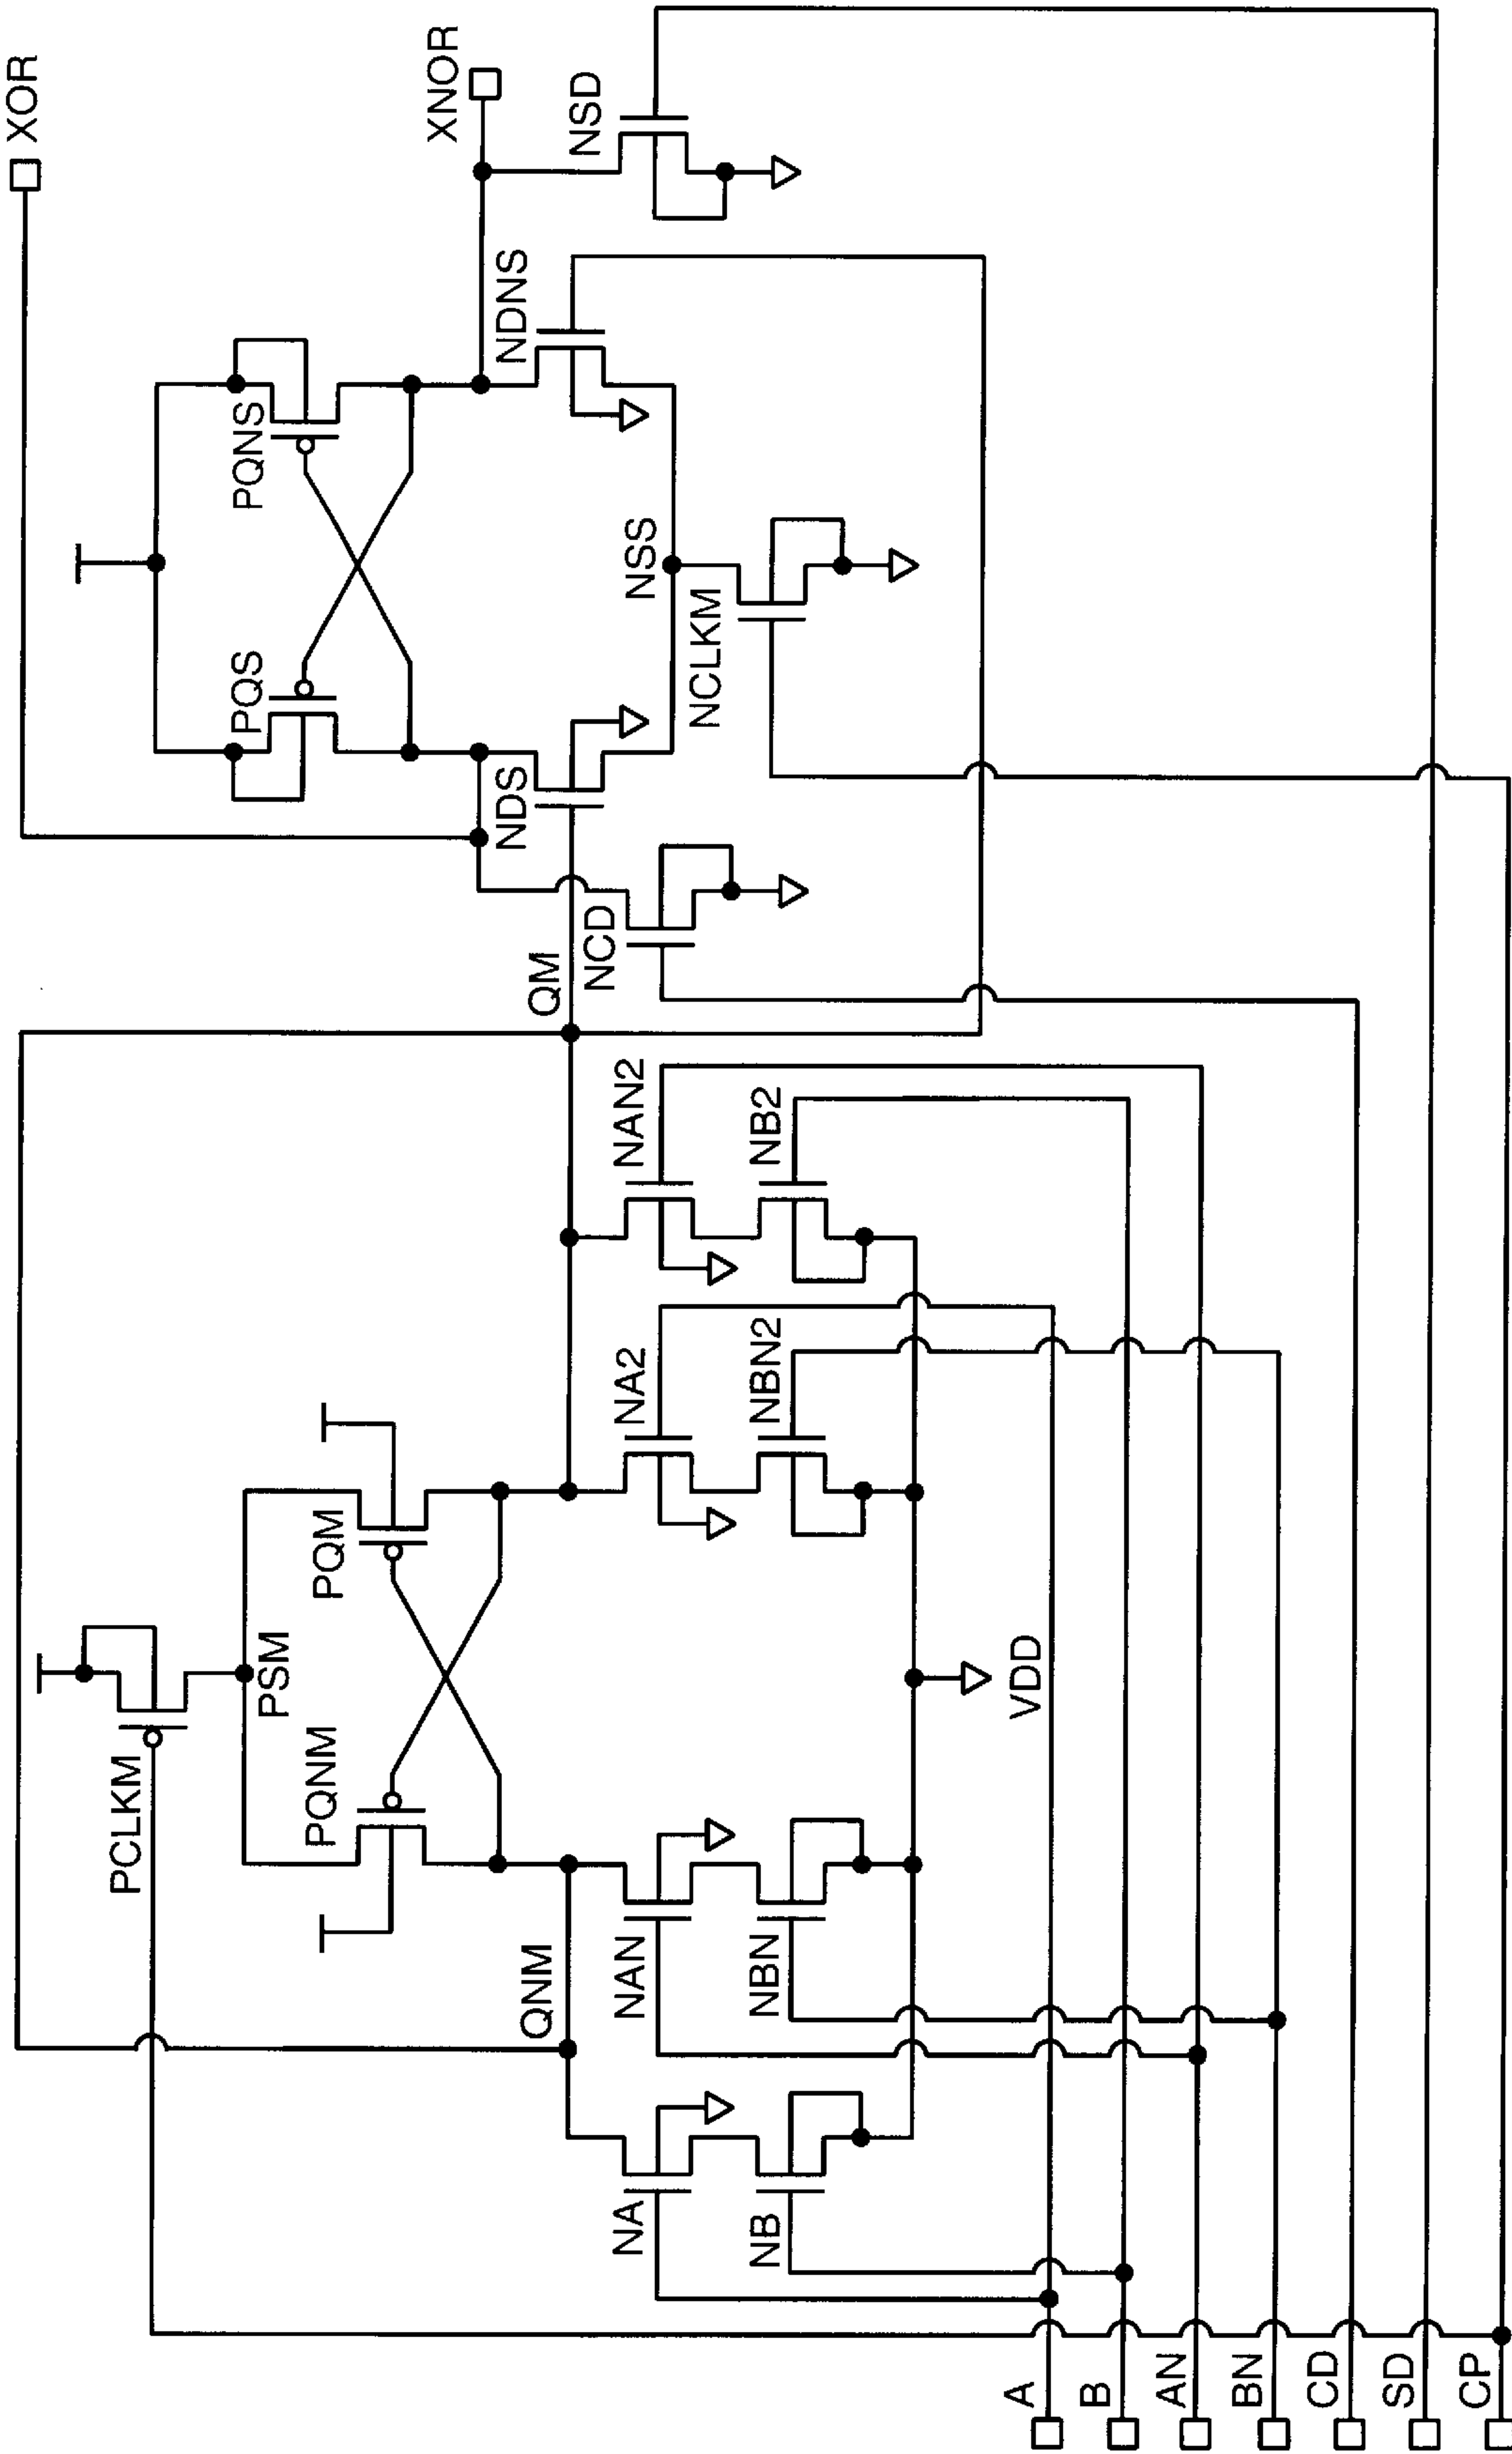 XOR
XNOR
PQS
PQNS
NSD
NDS
NDNS
NSS
NCLKM
NCD
QM
PCLKM
PSM
PQNM
PQM
QNM
NA
NB
NAN
NBN
NA2
NBN2
NAN2
NB2
VDD
A
B
AN
BN
CD
SD
CP